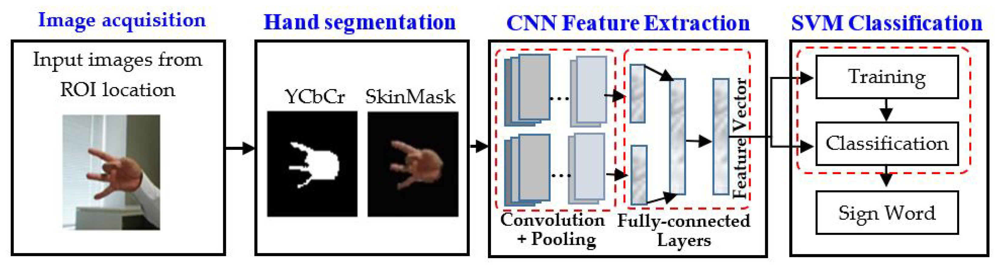 Image acquisition
Input images from
ROI location
Hand segmentation
YCbCr
SkinMask
CNN Feature Extraction
...
...
Feature Vector
Convolution
+ Pooling
Fully-connected
Layers
SVM Classification
Training
Classification
Sign Word